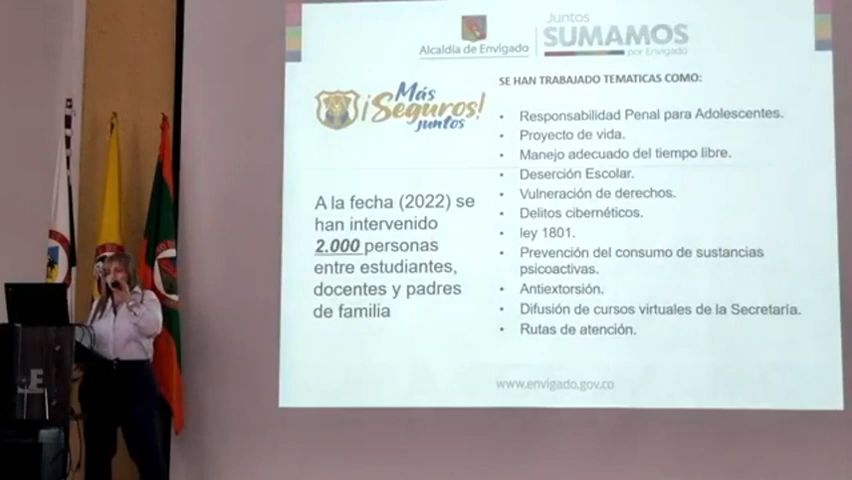 Alcaldía de Envigado
Juntos
SUMAMOS
por Envigado
Más
¡Seguros!
juntos
A la fecha (2022) se
han intervenido
2.000 personas
entre estudiantes,
docentes y padres
de familia
SE HAN TRABAJADO TEMATICAS COMO:
• Responsabilidad Penal para Adolescentes.
• Proyecto de vida.
• Manejo adecuado del tiempo libre.
• Deserción Escolar.
• Vulneración de derechos.
• Delitos cibernéticos.
• ley 1801.
• Prevención del consumo de sustancias
psicoactivas.
• Antiextorsión.
• Difusión de cursos virtuales de la Secretaría.
• Rutas de atención.
www.envigado.gov.co